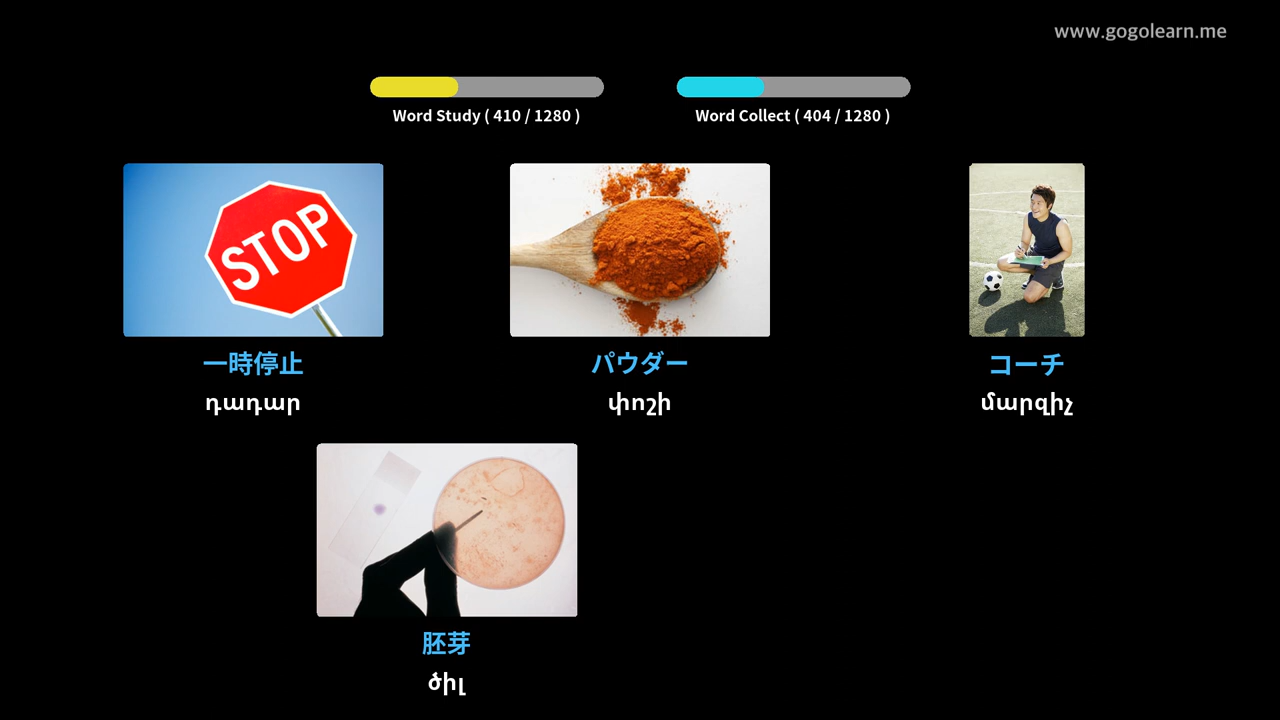 www.gogolearn.me
Word Study ( 410 / 1280 )
Word Collect ( 404 / 1280 )
STOP
一時停止
դադար
パウダー
փոշի
コーチ
մարզիչ
胚芽
ծիլ